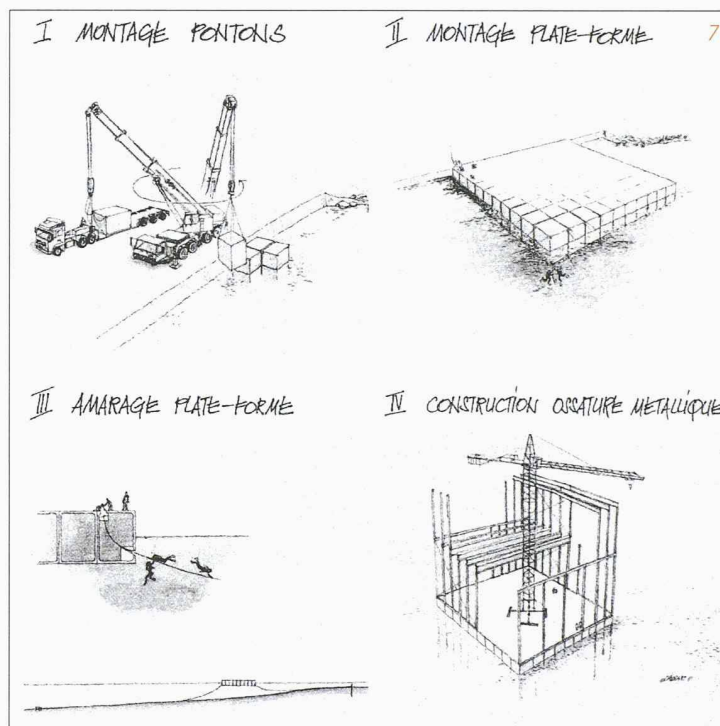 I MONTAGE PONTONS
II MONTAGE PLATE-FORME
7
III AMARAGE PLATE-FORME
IV CONSTRUCTION OSSATURE METALLIQUE